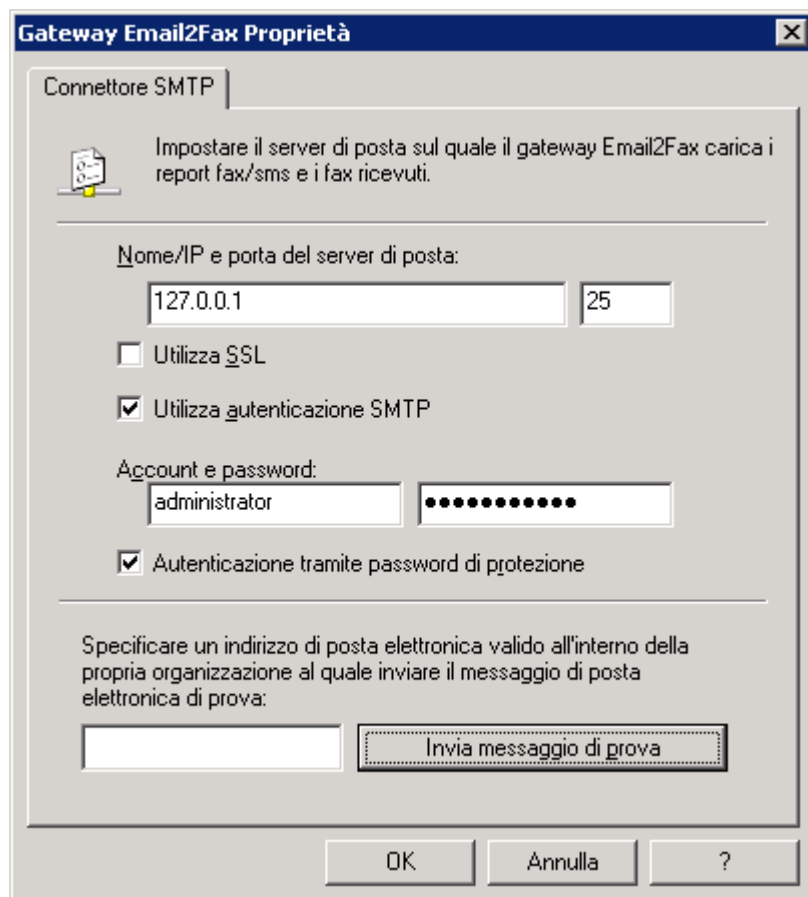 Gateway Email2Fax Proprietà
Connettore SMTP
Impostare il server di posta sul quale il gateway Email2Fax carica i
report fax/sms e i fax ricevuti.
Nome/IP e porta del server di posta:
127.0.0.1 25
Utilizza SSL
Utilizza autenticazione SMTP
Account e password:
administrator ●●●●●●●●●●●
Autenticazione tramite password di protezione
Specificare un indirizzo di posta elettronica valido all'interno della
propria organizzazione al quale inviare il messaggio di posta
elettronica di prova:
Invia messaggio di prova
OK Annulla ?